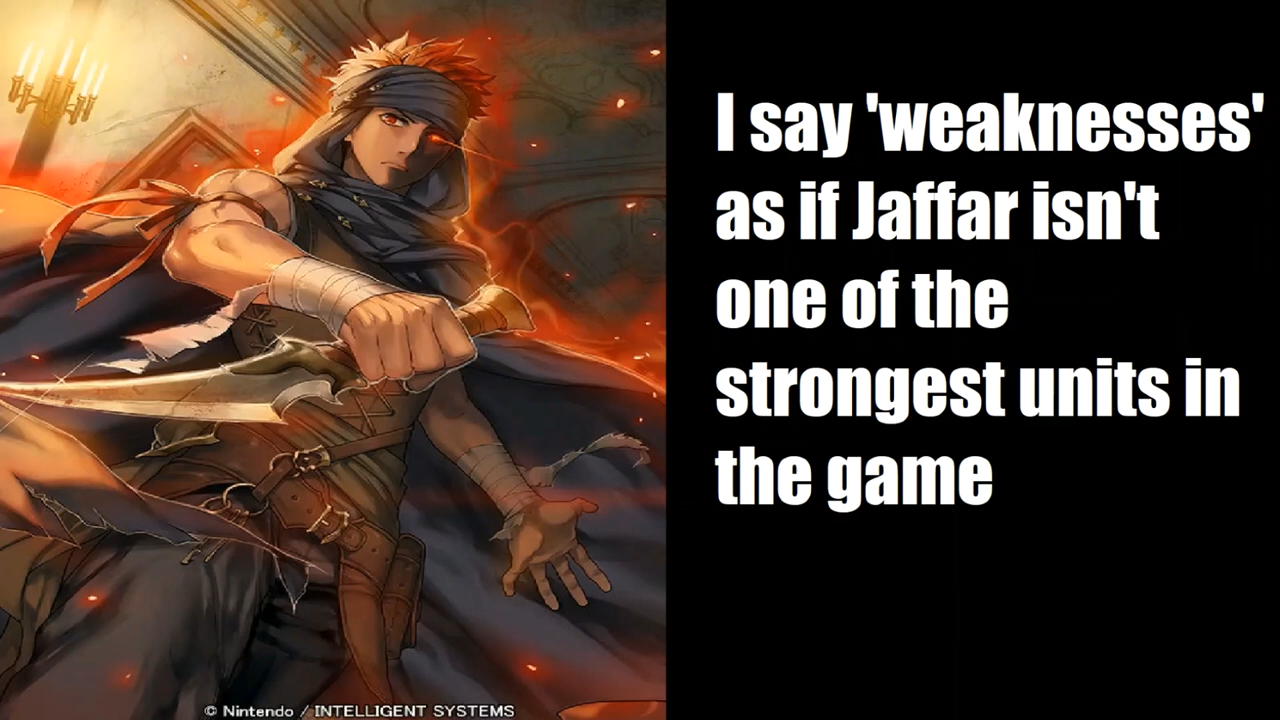 I say 'weaknesses'
as if Jaffar isn't
one of the
strongest units in
the game
© Nintendo / INTELLIGENT SYSTEMS